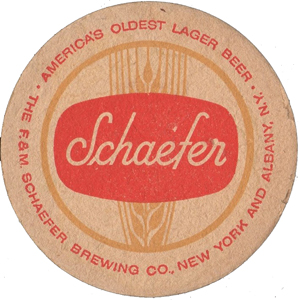 • AMERICA'S OLDEST LAGER BEER •
Schaefer
THE F.&M. SCHAEFER BREWING CO., NEW YORK AND ALBANY, N.Y.